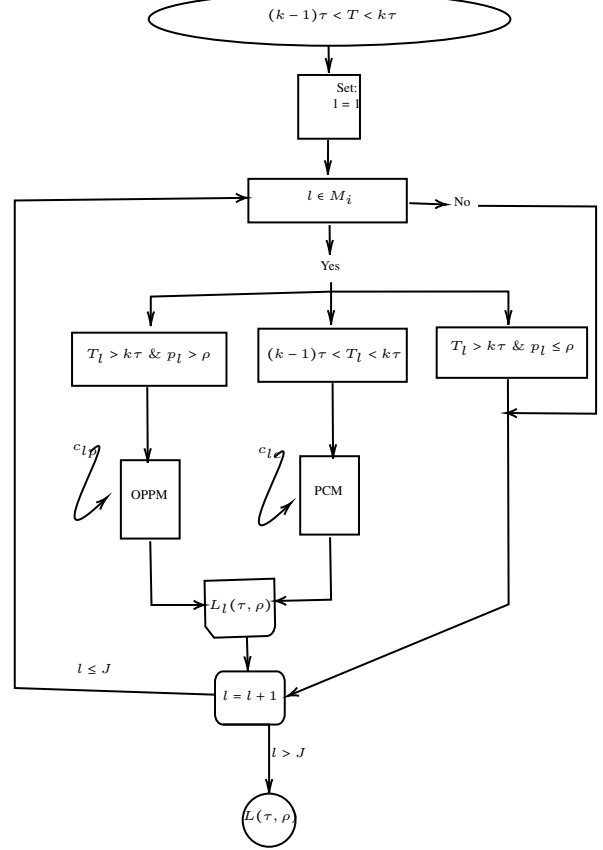 (k − 1)τ < T < kτ
Set:
l = 1
l ∈ M_i
No
Yes
T_l > kτ & p_l > ρ
(k − 1)τ < T_l < kτ
T_l > kτ & p_l ≤ ρ
c_lp
c_lc
OPPM
PCM
L_l(τ, ρ)
l ≤ J
l = l + 1
l > J
L(τ, ρ)